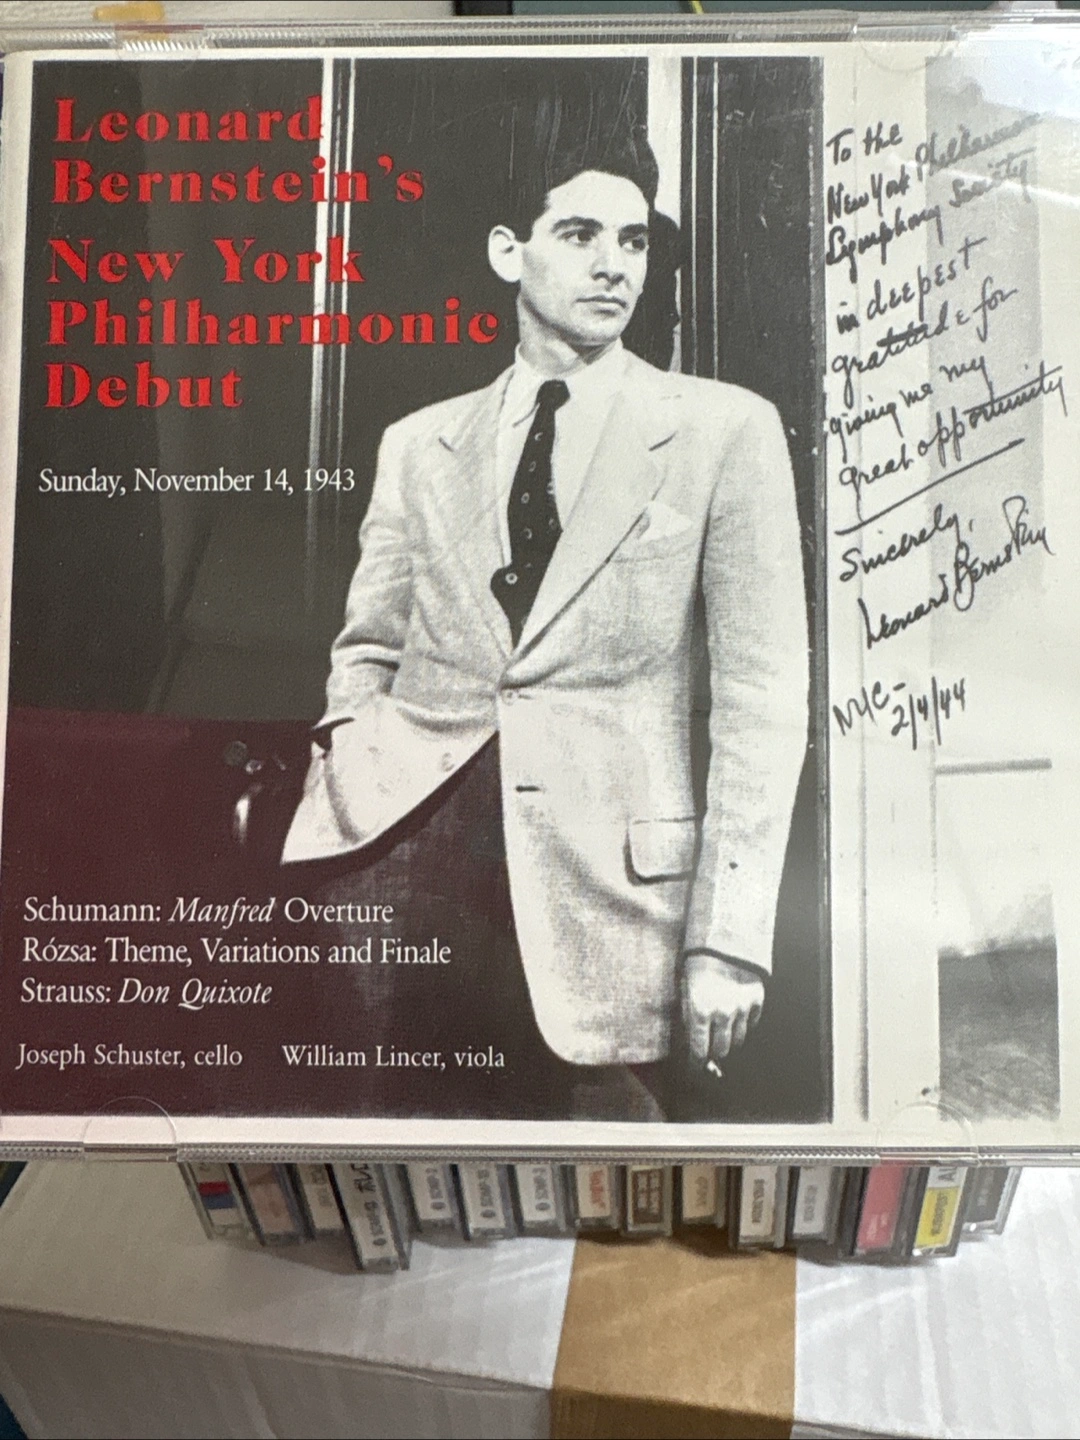 Leonard
Bernstein's
New York
Philharmonic
Debut
Sunday, November 14, 1943
Schumann: Manfred Overture
Rózsa: Theme, Variations and Finale
Strauss: Don Quixote
Joseph Schuster, cello William Lincer, viola
To the
New York Philharmonic
Symphony Society
in deepest
gratitude for
giving me my
great opportunity
Sincerely,
Leonard Bernstein
NYC-
2/4/44